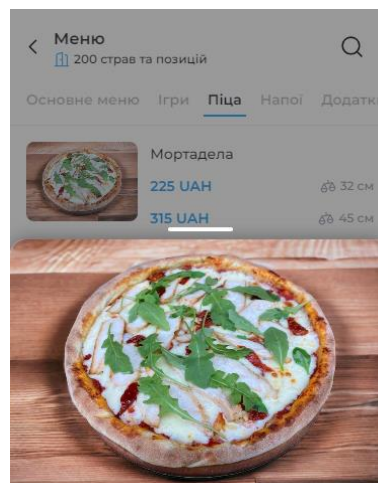 Меню
200 страв та позицій
Основне меню Ігри Піца Напої Додатк
Мортадела
225 UAH 32 см
315 UAH 45 см